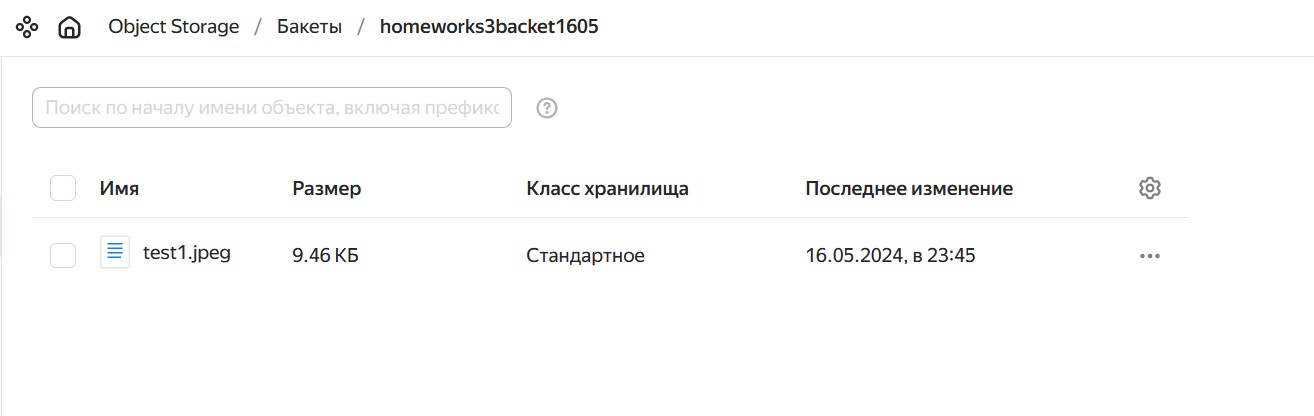 Object Storage / Бакеты / homeworks3backet1605
Поиск по началу имени объекта, включая префикс
Имя Размер Класс хранилища Последнее изменение
test1.jpeg 9.46 КБ Стандартное 16.05.2024, в 23:45